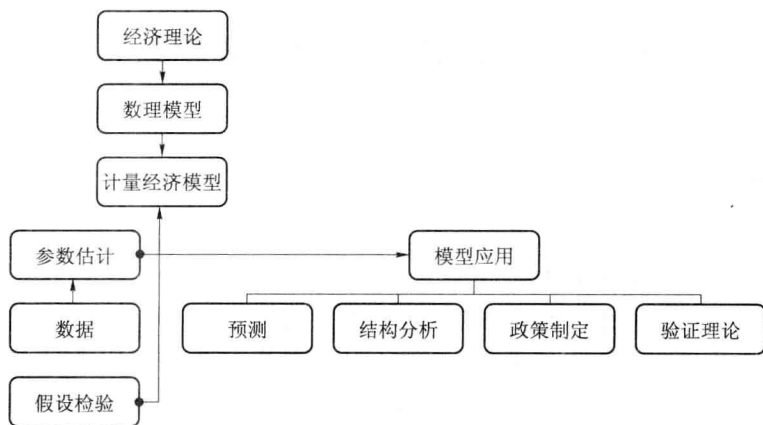 经济理论
数理模型
计量经济模型
参数估计
模型应用
数据
预测
结构分析
政策制定
验证理论
假设检验